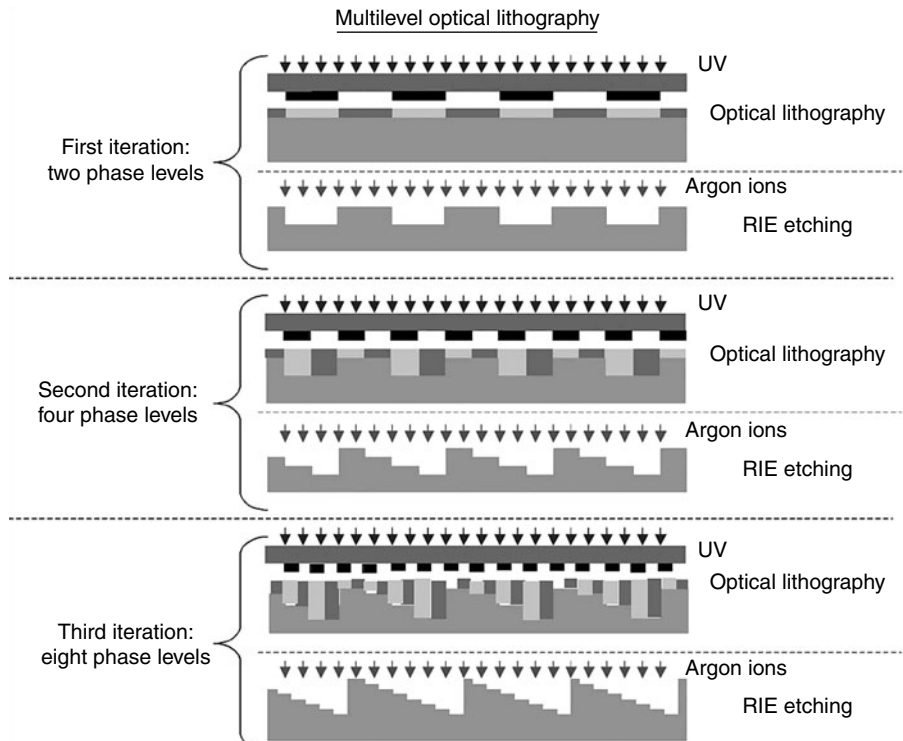 Multilevel optical lithography
UV
Optical lithography
First iteration:
two phase levels
Argon ions
RIE etching
UV
Optical lithography
Second iteration:
four phase levels
Argon ions
RIE etching
UV
Optical lithography
Third iteration:
eight phase levels
Argon ions
RIE etching